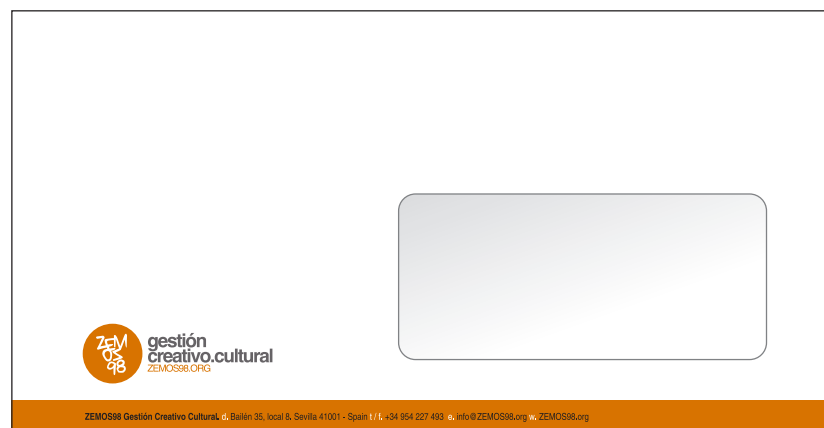 ZEM
OS
98
gestión
creativo.cultural
ZEMOS98.ORG
ZEMOS98 Gestión Creativo Cultural. d. Bailén 35, local 8. Sevilla 41001 - Spain t / f. +34 954 227 493 e. info@ZEMOS98.org w. ZEMOS98.org